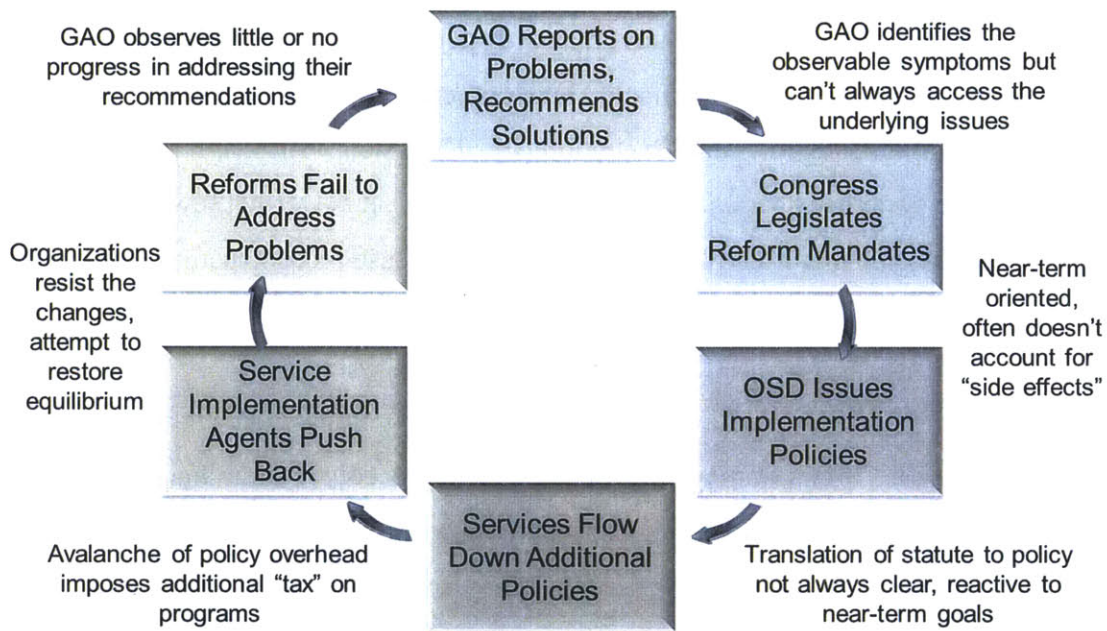 GAO Reports on
Problems,
Recommends
Solutions
GAO identifies the
observable symptoms but
can't always access the
underlying issues
Congress
Legislates
Reform Mandates
Near-term
oriented,
often doesn't
account for
“side effects”
OSD Issues
Implementation
Policies
Translation of statute to policy
not always clear, reactive to
near-term goals
Services Flow
Down Additional
Policies
Avalanche of policy overhead
imposes additional “tax” on
programs
Service
Implementation
Agents Push
Back
Organizations
resist the
changes,
attempt to
restore
equilibrium
Reforms Fail to
Address
Problems
GAO observes little or no
progress in addressing their
recommendations